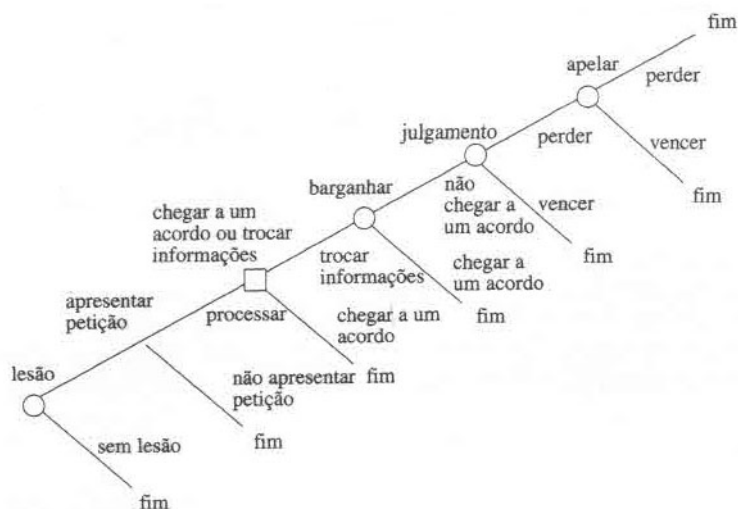 fim
apelar
perder
julgamento
perder
vencer
fim
barganhar
não
chegar a
um acordo
vencer
fim
chegar a um
acordo ou trocar
informações
trocar
informações
chegar a
um acordo
fim
apresentar
petição
processar
chegar a um
acordo
fim
lesão
não apresentar
petição
fim
sem lesão
fim